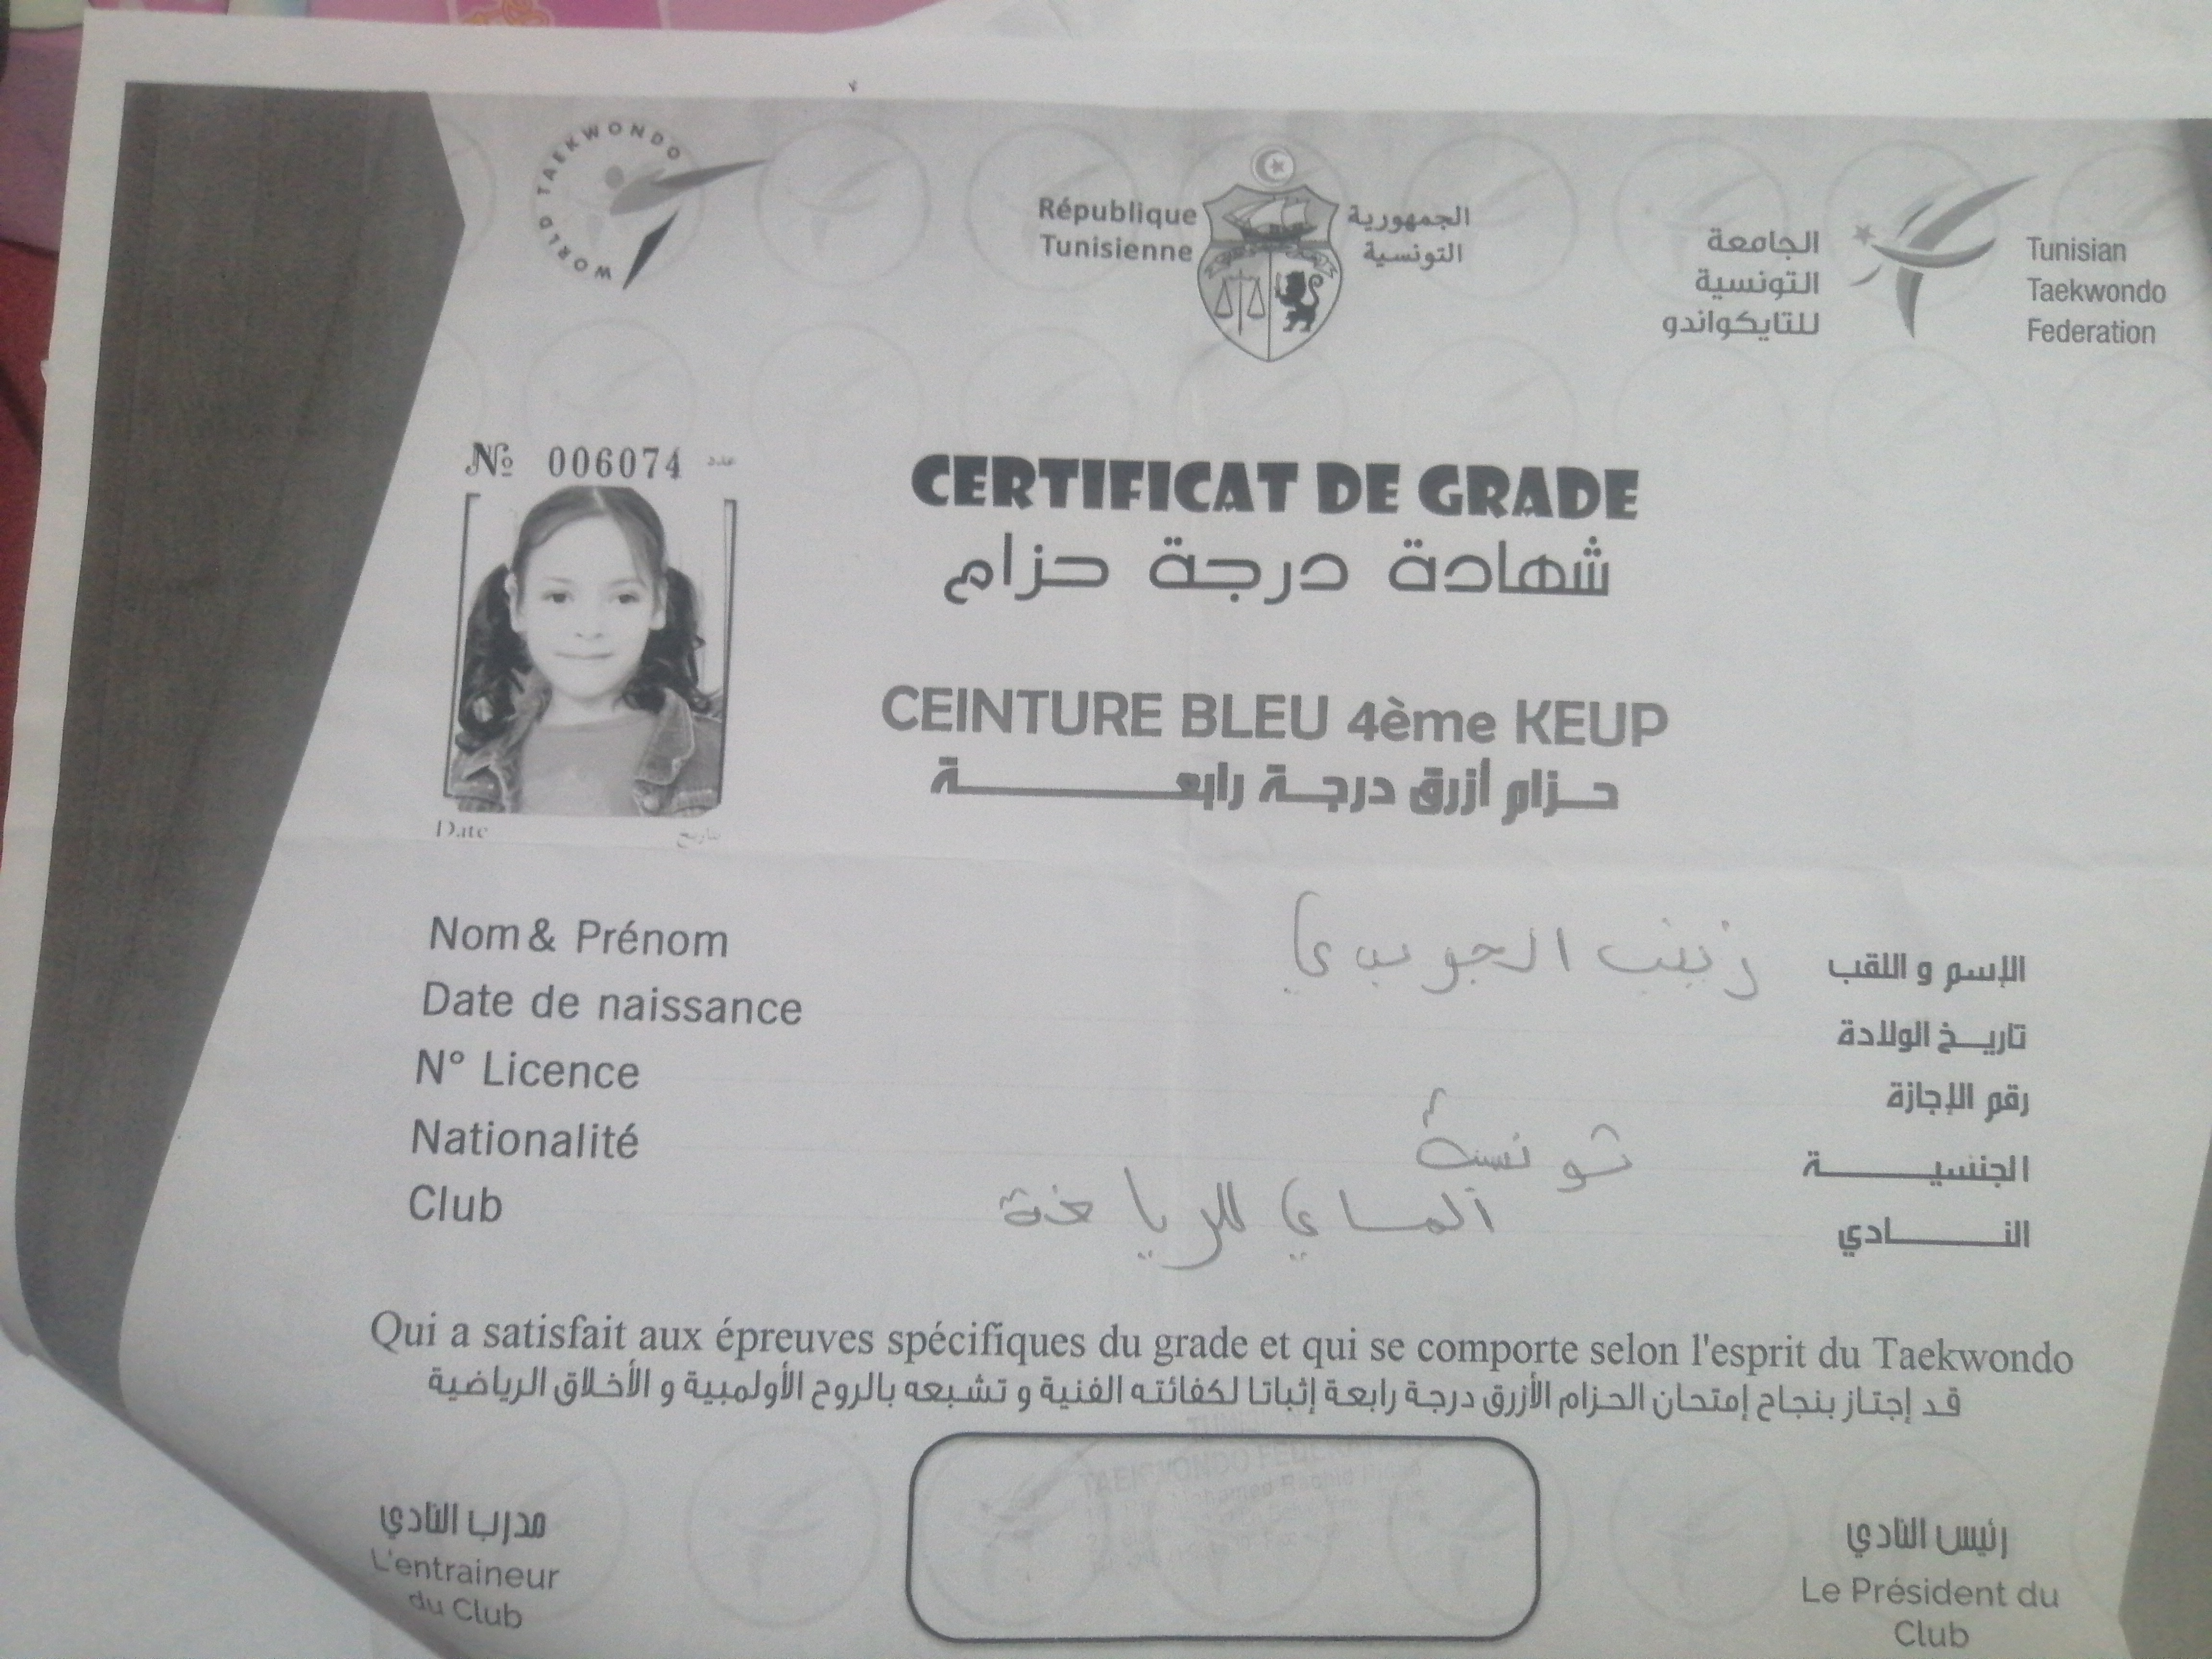 WORLD TAEKWONDO
République
Tunisienne
الجمهورية
التونسية
الجامعة
التونسية
للتايكواندو
Tunisian
Taekwondo
Federation
№ 006074 عدد
CERTIFICAT DE GRADE
شهادة درجة حزام
CEINTURE BLEU 4ème KEUP
حزام أزرق درجة رابعة
Date تاريخ
Nom & Prénom زينب الجويدي الإسم و اللقب
Date de naissance تاريخ الولادة
N° Licence رقم الإجازة
Nationalité تونسية الجنسية
Club الماي للرياضة النادي
Qui a satisfait aux épreuves spécifiques du grade et qui se comporte selon l'esprit du Taekwondo
قد إجتاز بنجاح إمتحان الحزام الأزرق درجة رابعة إثباتا لكفائته الفنية و تشبعه بالروح الأولمبية و الأخلاق الرياضية
TAEKWONDO
مدرب النادي
L'entraineur
du Club
رئيس النادي
Le Président du
Club